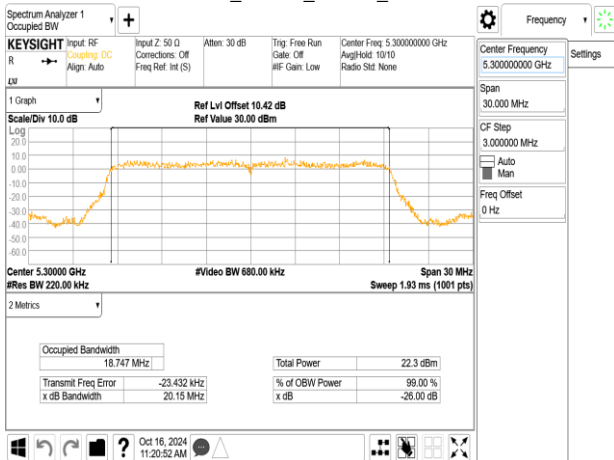 Spectrum Analyzer 1
Occupied BW
Frequency
KEYSIGHT
R
Input: RF
Coupling: DC
Align: Auto
Input Z: 50 Ω
Corrections: Off
Freq Ref: Int (S)
Atten: 30 dB
Trig: Free Run
Gate: Off
#IF Gain: Low
Center Freq: 5.300000000 GHz
Avg|Hold: 10/10
Radio Std: None
Center Frequency
5.300000000 GHz
Settings
Span
30.000 MHz
CF Step
3.000000 MHz
Auto
Man
Freq Offset
0 Hz
1 Graph
Scale/Div 10.0 dB
Ref Lvl Offset 10.42 dB
Ref Value 30.00 dBm
Log
20.0
10.0
0.00
-10.0
-20.0
-30.0
-40.0
-50.0
-60.0
Center 5.30000 GHz
#Res BW 220.00 kHz
#Video BW 680.00 kHz
Span 30 MHz
Sweep 1.93 ms (1001 pts)
2 Metrics
Occupied Bandwidth
18.747 MHz
Total Power 22.3 dBm
Transmit Freq Error -23.432 kHz
% of OBW Power 99.00 %
x dB Bandwidth 20.15 MHz
x dB -26.00 dB
?
Oct 16, 2024
11:20:52 AM